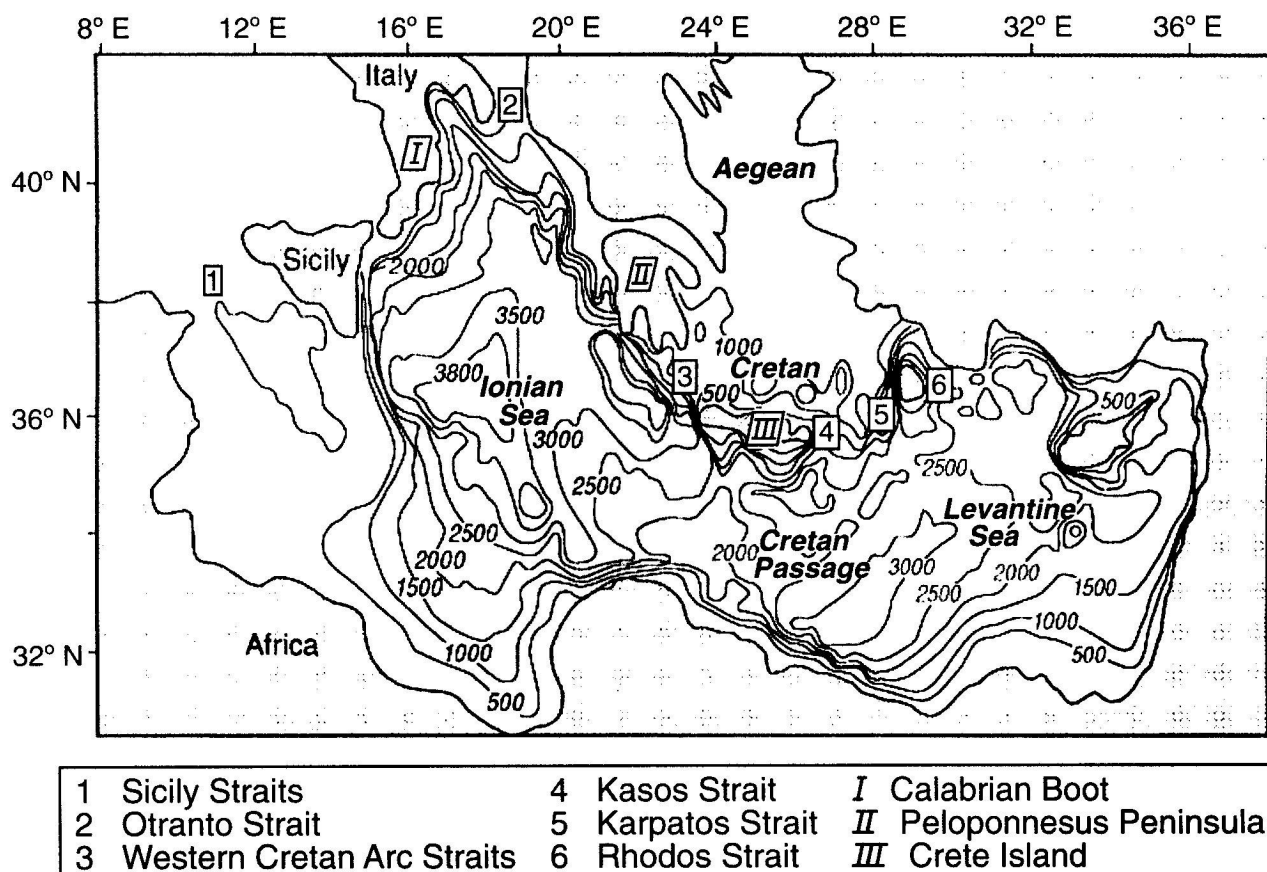 8° E 16° E 20° E 24° E 28° E 32° E 36° E
Italy
2
I
40° N
Aegean
Sicily
2000
II
1
3500
1000
3800
Cretan
3
6
Ionian
Sea
500
500
36° N
5
III
4
3000
2500
2500
Levantine
Sea
2500
2000
Cretan
Passage
3000
2000
2000
2500
1500
1500
Africa
1000
1000
32° N
500
500
1 Sicily Straits 4 Kasos Strait I Calabrian Boot
2 Otranto Strait 5 Karpatos Strait II Peloponnesus Peninsula
3 Western Cretan Arc Straits 6 Rhodos Strait III Crete Island